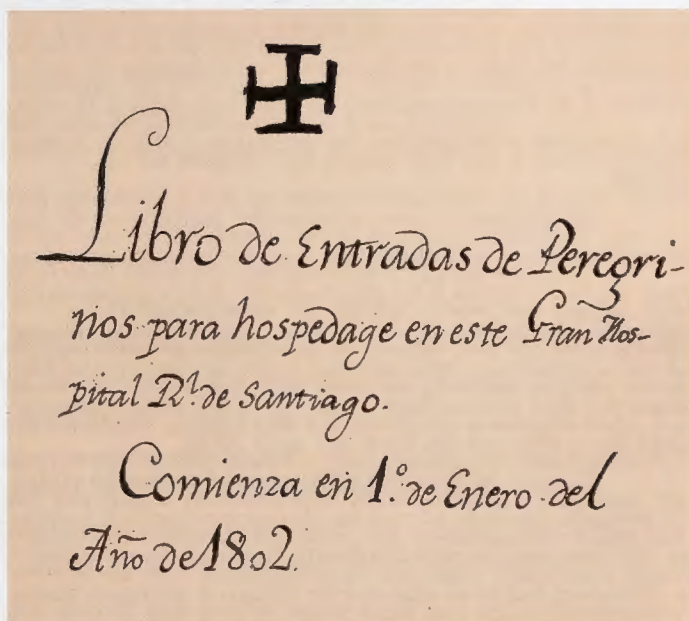 Libro de Entradas de Peregri-
nos para hospedage en este Gran Hos-
pital Rl. de Santiago.
Comienza en 1.º de Enero del
Año de 1802.